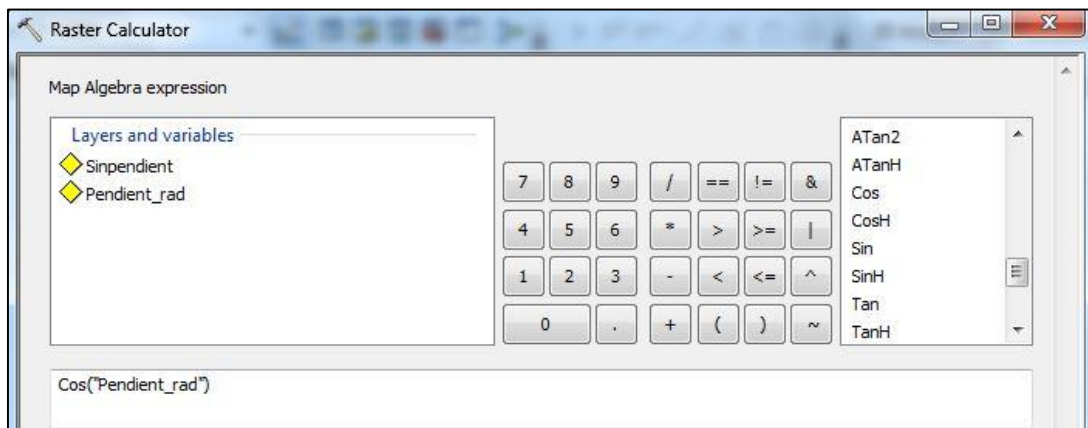 Raster Calculator
Map Algebra expression
Layers and variables
Sinpendient
Pendient_rad
7 8 9 / == != &
4 5 6 * > >= |
1 2 3 - < <= ^
0 . + ( ) ~
ATan2
ATanH
Cos
CosH
Sin
SinH
Tan
TanH
Cos("Pendient_rad")